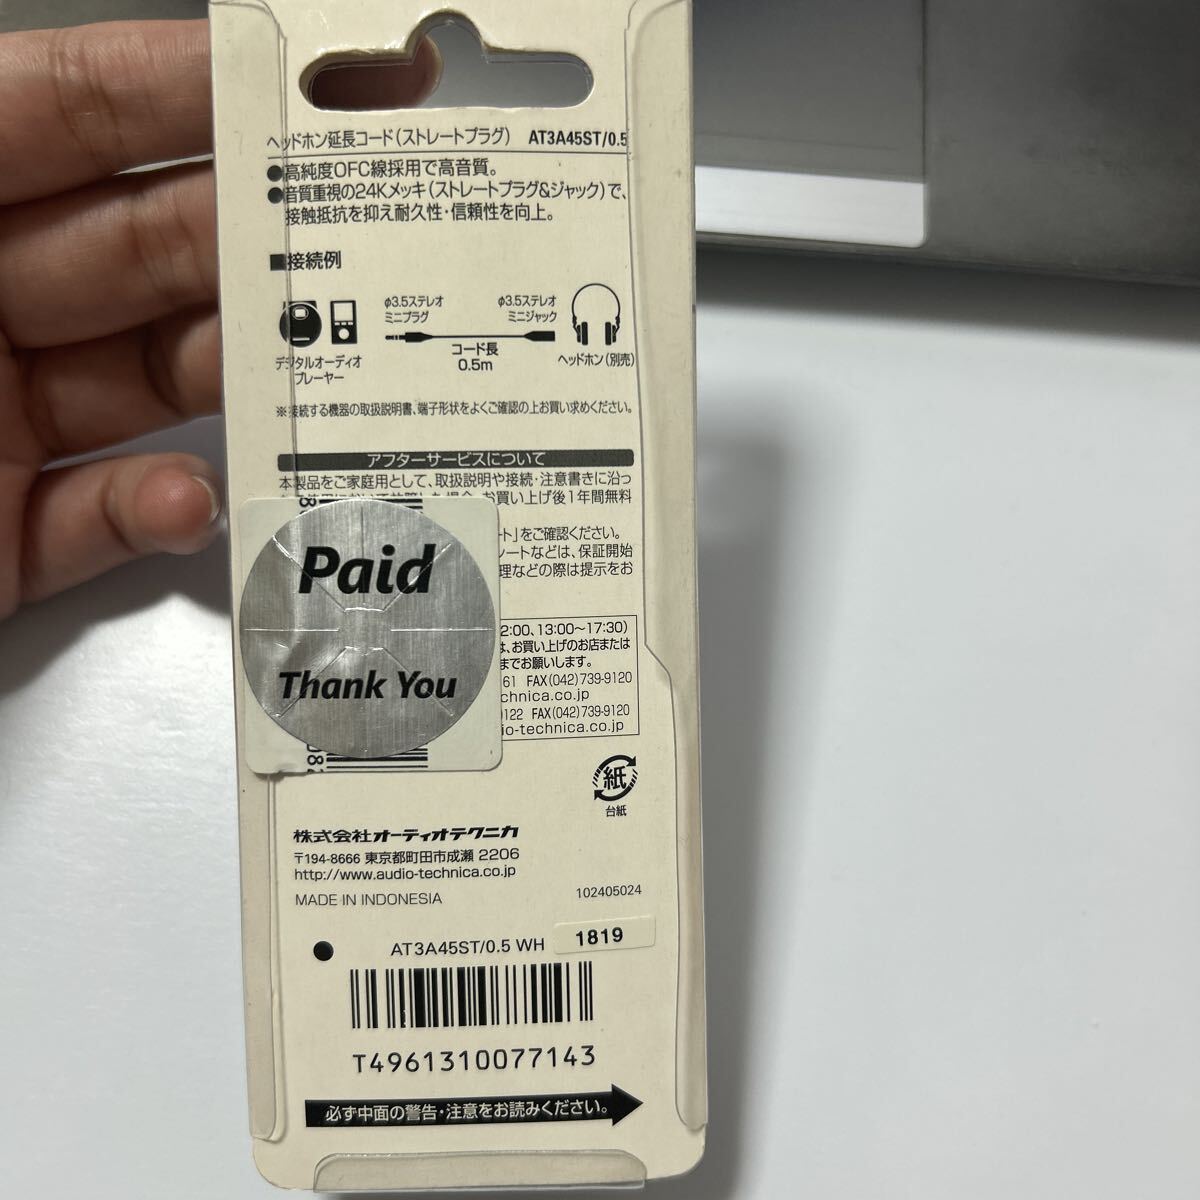 ヘッドホン延長コード(ストレートプラグ) AT3A45ST/0.5
●高純度OFC線採用で高音質。
●音質重視の24Kメッキ(ストレートプラグ&ジャック)で、
接触抵抗を抑え耐久性・信頼性を向上。
■接続例
φ3.5ステレオ
ミニプラグ
φ3.5ステレオ
ミニジャック
コード長
0.5m
デジタルオーディオ
プレーヤー
ヘッドホン(別売)
※接続する機器の取扱説明書、端子形状をよくご確認の上お買い求めください。
アフターサービスについて
本製品をご家庭用として、取扱説明や接続・注意書きに沿っ
お買い上げ後1年間無料
ート」をご確認ください。
レートなどは、保証開始
理などの際は提示をお
Paid
Thank You
2:00、13:00〜17:30)
は、お買い上げのお店または
までお願いします。
61 FAX(042)739-9120
chnica.co.jp
0122 FAX(042)739-9120
io-technica.co.jp
紙
台紙
株式会社オーディオテクニカ
〒194-8666 東京都町田市成瀬 2206
http://www.audio-technica.co.jp
MADE IN INDONESIA
102405024
AT3A45ST/0.5 WH
1819
T4961310077143
必ず中面の警告・注意をお読みください。